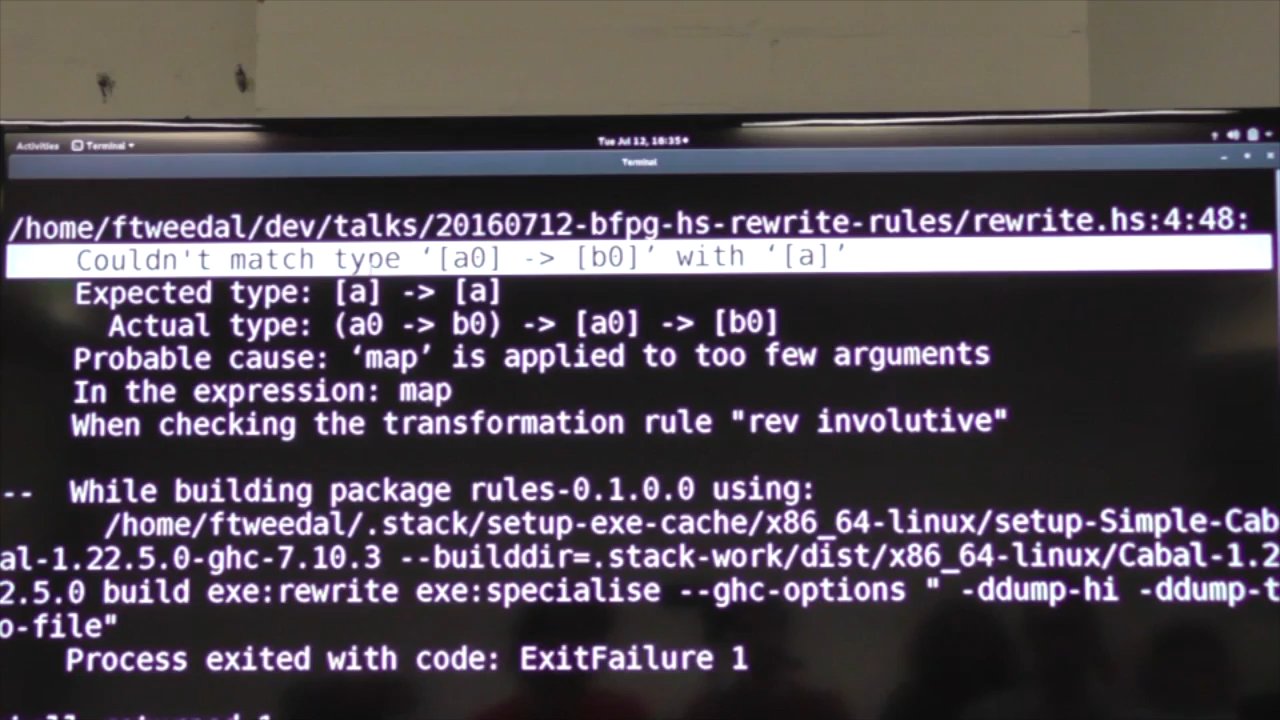 Activities Terminal
Tue Jul 12, 16:35
Terminal
/home/ftweedal/dev/talks/20160712-bfpg-hs-rewrite-rules/rewrite.hs:4:48:
Couldn't match type ‘[a0] -> [b0]’ with ‘[a]’
Expected type: [a] -> [a]
Actual type: (a0 -> b0) -> [a0] -> [b0]
Probable cause: ‘map’ is applied to too few arguments
In the expression: map
When checking the transformation rule "rev involutive"
-- While building package rules-0.1.0.0 using:
/home/ftweedal/.stack/setup-exe-cache/x86_64-linux/setup-Simple-Cab
al-1.22.5.0-ghc-7.10.3 --builddir=.stack-work/dist/x86_64-linux/Cabal-1.2
2.5.0 build exe:rewrite exe:specialise --ghc-options " -ddump-hi -ddump-t
o-file"
Process exited with code: ExitFailure 1